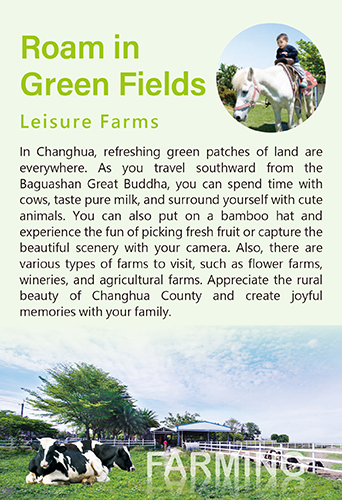 Roam in
Green Fields
Leisure Farms
In Changhua, refreshing green patches of land are
everywhere. As you travel southward from the
Baguashan Great Buddha, you can spend time with
cows, taste pure milk, and surround yourself with cute
animals. You can also put on a bamboo hat and
experience the fun of picking fresh fruit or capture the
beautiful scenery with your camera. Also, there are
various types of farms to visit, such as flower farms,
wineries, and agricultural farms. Appreciate the rural
beauty of Changhua County and create joyful
memories with your family.
FARMING